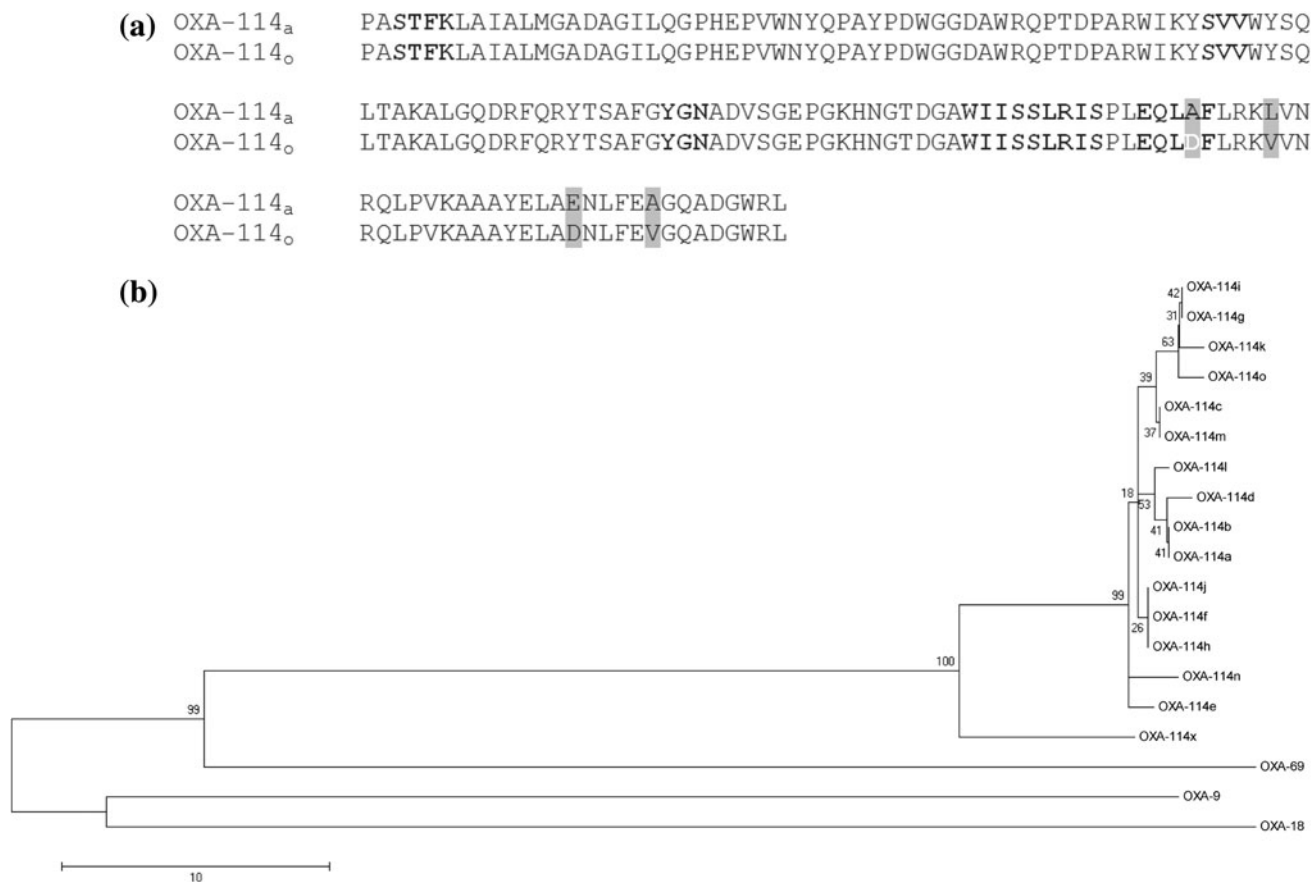 (a)
OXA-114a PASTFKLAIALMGADAGILQGPHEPVWNYQPAYPDWGGDAWRQPTDPARWIKYSVVWYSQ
OXA-114o PASTFKLAIALMGADAGILQGPHEPVWNYQPAYPDWGGDAWRQPTDPARWIKYSVVWYSQ
OXA-114a LTAKALGQDRFQRYTSAFGYGNADVSGEPGKHNGTDGAWIISSLRISPLEQLAFLRKLVN
OXA-114o LTAKALGQDRFQRYTSAFGYGNADVSGEPGKHNGTDGAWIISSLRISPLEQLDFLRKVVN
OXA-114a RQLPVKAAAYELAENLFEAGQADGWRL
OXA-114o RQLPVKAAAYELADNLFEVGQADGWRL
(b)
OXA-114i
42
OXA-114g
31
63
OXA-114k
OXA-114o
39
OXA-114c
37
OXA-114m
OXA-114l
18
53
OXA-114d
41
OXA-114b
41
OXA-114a
OXA-114j
99
OXA-114f
26
OXA-114h
100
OXA-114n
99
OXA-114e
OXA-114x
OXA-69
OXA-9
OXA-18
10